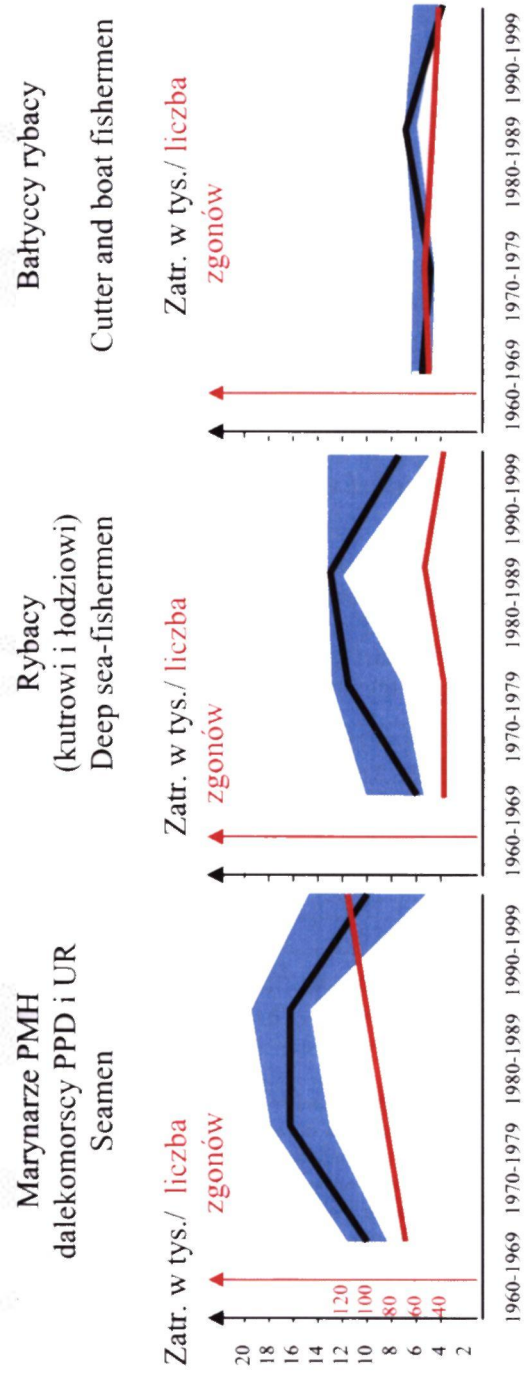 Marynarze PMH
dalekomorscy PPD i UR
Seamen
Zatr. w tys./ liczba
zgonów
20
18
16
14
12
10
8
6
4
2
120
100
80
60
40
1960-1969 1970-1979 1980-1989 1990-1999
Rybacy
(kutrowi i łodziowi)
Deep sea-fishermen
Zatr. w tys./ liczba
zgonów
1960-1969 1970-1979 1980-1989 1990-1999
Bałtyccy rybacy
Cutter and boat fishermen
Zatr. w tys./ liczba
zgonów
1960-1969 1970-1979 1980-1989 1990-1999